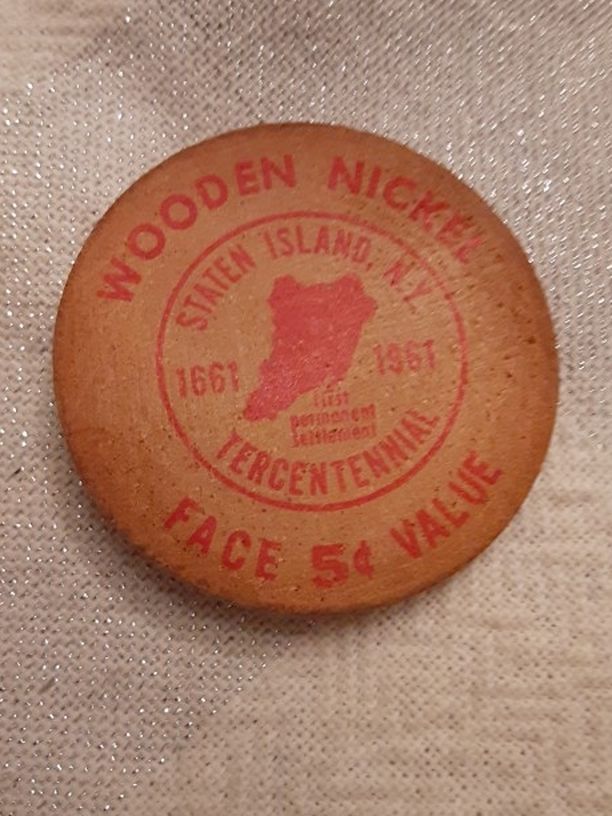 WOODEN NICKEL
STATEN ISLAND, N.Y.
1661 1961
first
permanent
settlement
TERCENTENNIAL
FACE 5¢ VALUE